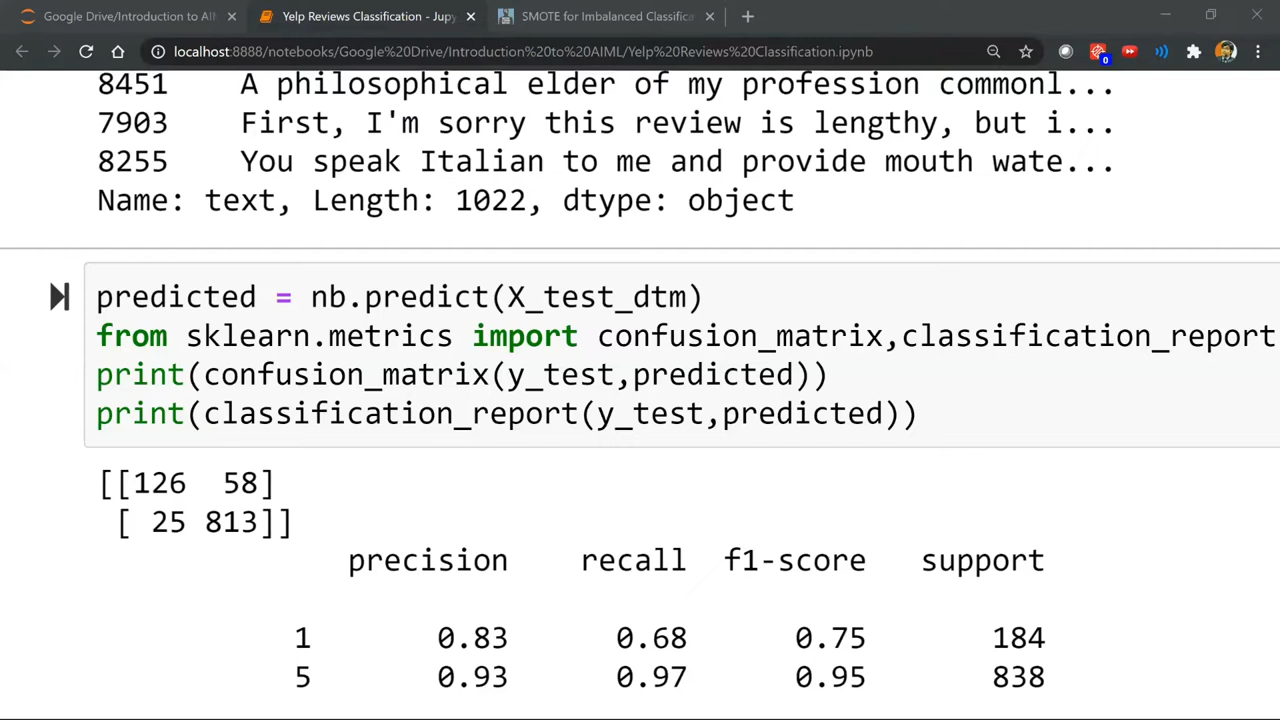 Google Drive/Introduction to AIM
Yelp Reviews Classification - Jupy
SMOTE for Imbalanced Classifica
localhost:8888/notebooks/Google%20Drive/Introduction%20to%20AIML/Yelp%20Reviews%20Classification.ipynb
0
8451 A philosophical elder of my profession commonl...
7903 First, I'm sorry this review is lengthy, but i...
8255 You speak Italian to me and provide mouth wate...
Name: text, Length: 1022, dtype: object
predicted = nb.predict(X_test_dtm)
from sklearn.metrics import confusion_matrix,classification_report
print(confusion_matrix(y_test,predicted))
print(classification_report(y_test,predicted))
[[126 58]
[ 25 813]]
precision recall f1-score support
1 0.83 0.68 0.75 184
5 0.93 0.97 0.95 838